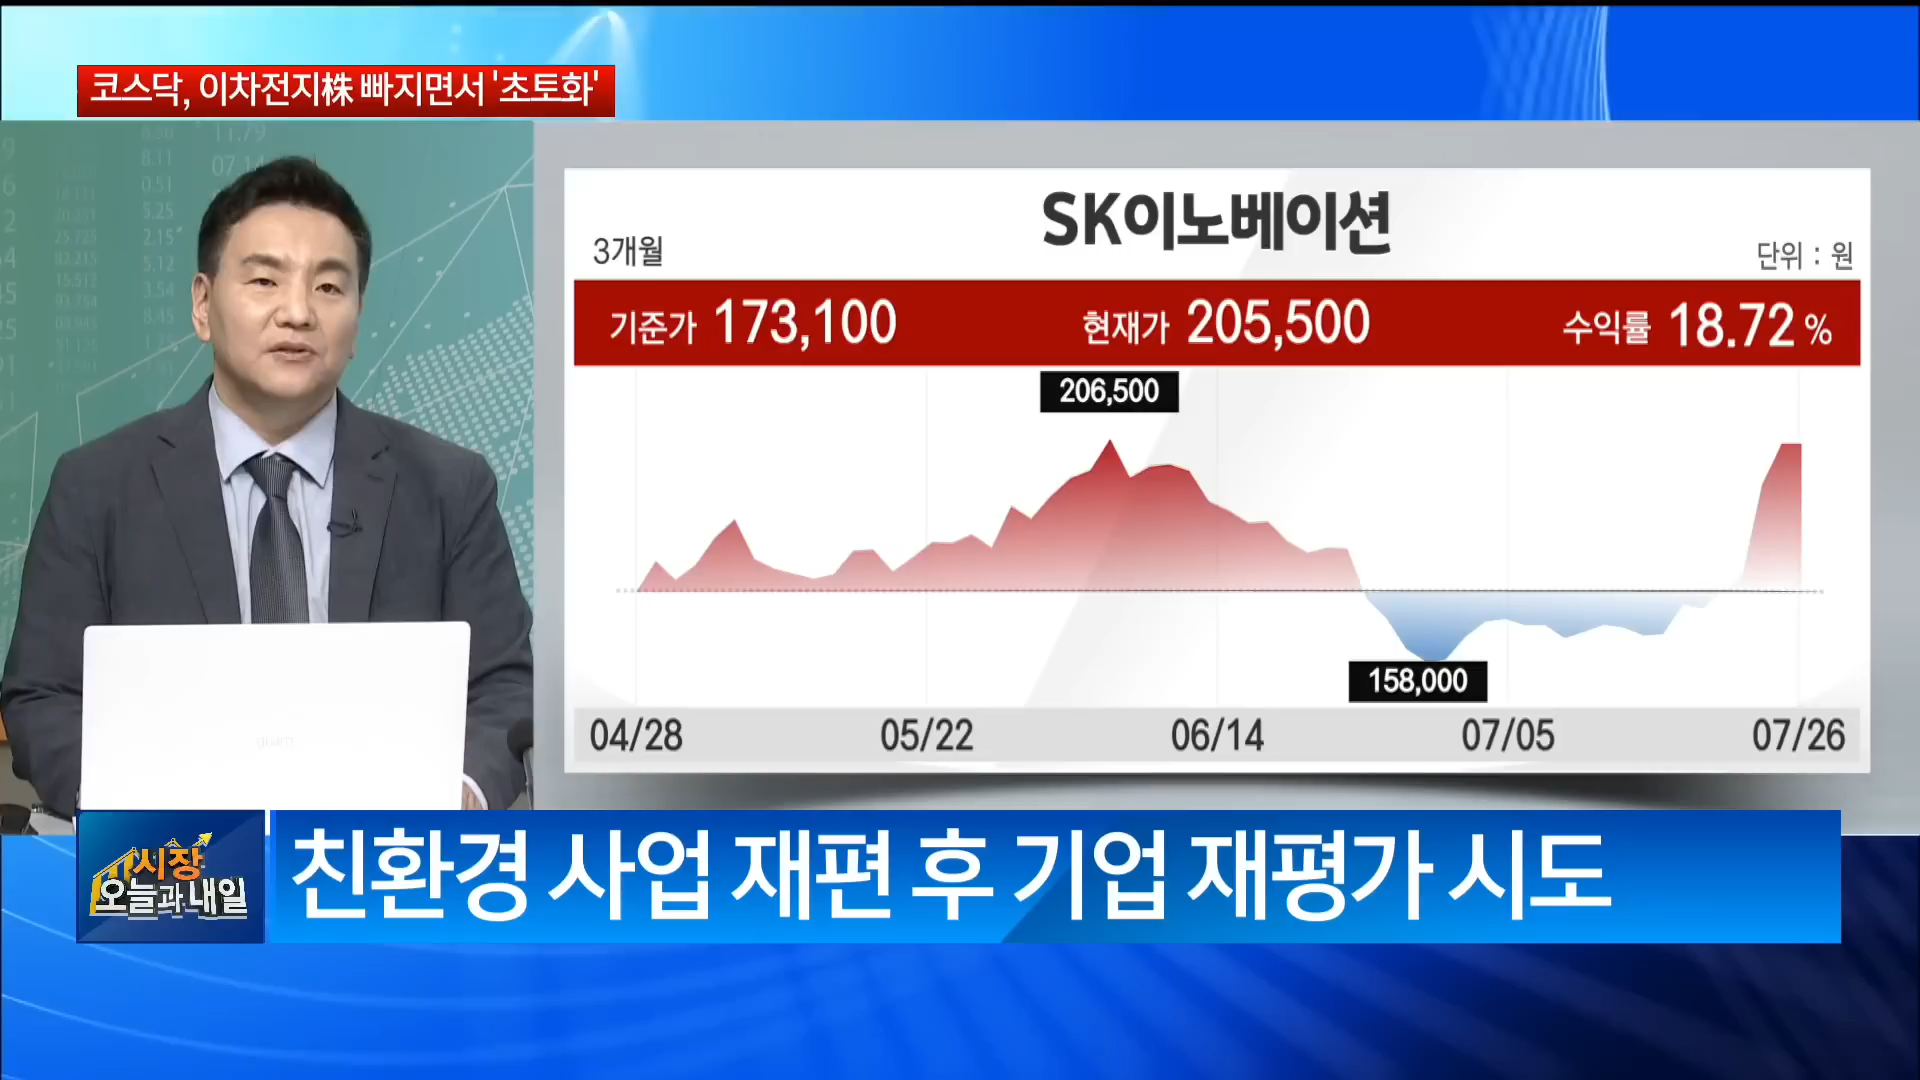 코스닥, 이차전지株 빠지면서 '초토화'
SK이노베이션
3개월
단위 : 원
기준가 173,100 현재가 205,500 수익률 18.72 %
206,500
158,000
04/28 05/22 06/14 07/05 07/26
시장
오늘과 내일
친환경 사업 재편 후 기업 재평가 시도
gram